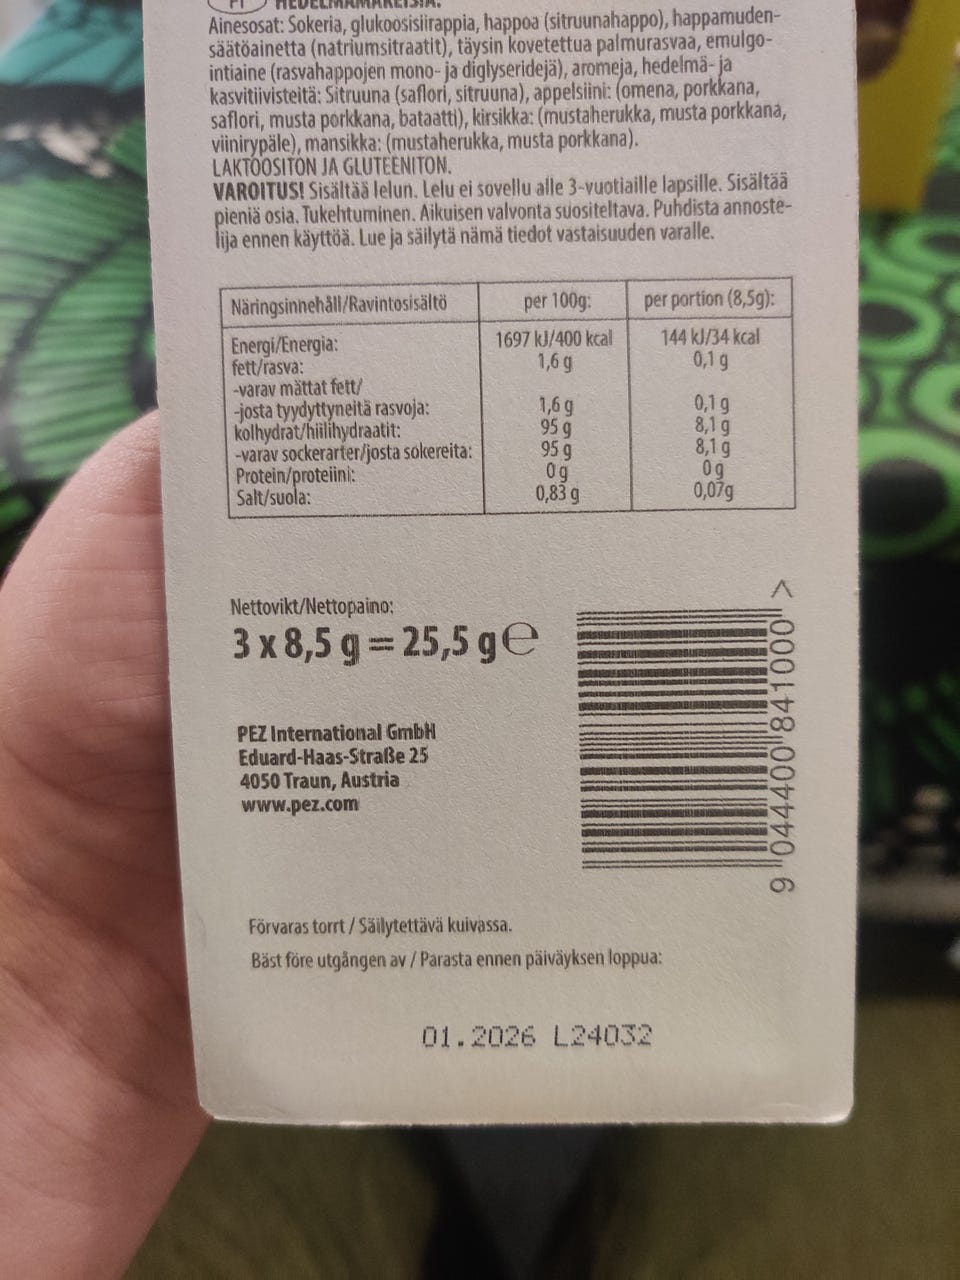 FI HEDELMÄMAKEISIA.
Ainesosat: Sokeria, glukoosisiirappia, happoa (sitruunahappo), happamuden-
säätöainetta (natriumsitraatit), täysin kovetettua palmurasvaa, emulgo-
intiaine (rasvahappojen mono- ja diglyseridejä), aromeja, hedelmä- ja
kasvitiivisteitä: Sitruuna (saflori, sitruuna), appelsiini: (omena, porkkana,
saflori, musta porkkana, bataatti), kirsikka: (mustaherukka, musta porkkana,
viinirypäle), mansikka: (mustaherukka, musta porkkana).
LAKTOOSITON JA GLUTEENITON.
VAROITUS! Sisältää lelun. Lelu ei sovellu alle 3-vuotiaille lapsille. Sisältää
pieniä osia. Tukehtuminen. Aikuisen valvonta suositeltava. Puhdista annoste-
lija ennen käyttöä. Lue ja säilytä nämä tiedot vastaisuuden varalle.
Näringsinnehåll/Ravintosisältö per 100g: per portion (8,5g):
Energi/Energia: 1697 kJ/400 kcal 144 kJ/34 kcal
fett/rasva: 1,6 g 0,1 g
-varav mättat fett/
-josta tyydyttyneitä rasvoja: 1,6 g 0,1 g
kolhydrat/hiilihydraatit: 95 g 8,1 g
-varav sockerarter/josta sokereita: 95 g 8,1 g
Protein/proteiini: 0 g 0 g
Salt/suola: 0,83 g 0,07g
Nettovikt/Nettopaino:
3 x 8,5 g = 25,5 g e
PEZ International GmbH
Eduard-Haas-Straße 25
4050 Traun, Austria
www.pez.com
9 044400 841000 >
Förvaras torrt / Säilytettävä kuivassa.
Bäst före utgången av / Parasta ennen päiväyksen loppua:
01.2026 L24032